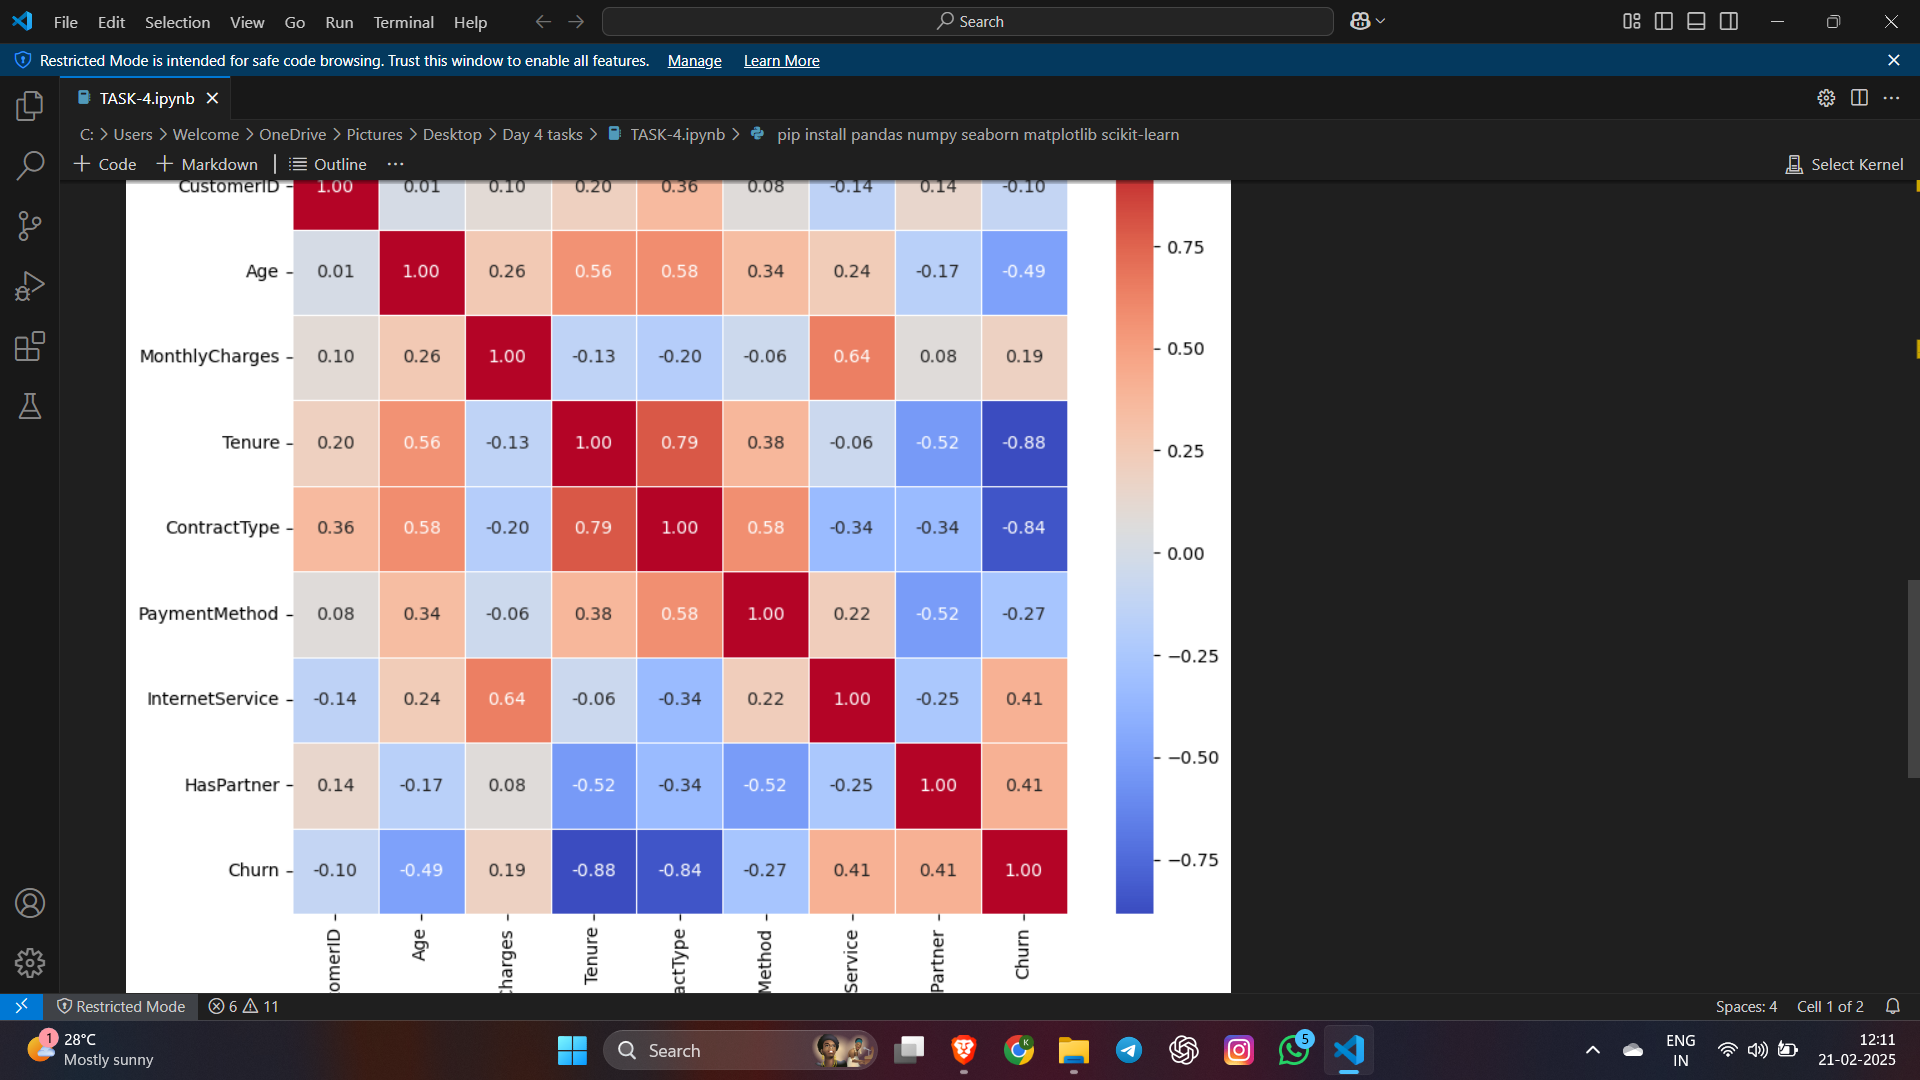 File Edit Selection View Go Run Terminal Help
Search
Restricted Mode is intended for safe code browsing. Trust this window to enable all features. Manage Learn More
TASK-4.ipynb
C: > Users > Welcome > OneDrive > Pictures > Desktop > Day 4 tasks > TASK-4.ipynb > pip install pandas numpy seaborn matplotlib scikit-learn
+ Code + Markdown Outline ... Select Kernel
CustomerID 1.00 0.01 0.10 0.20 0.36 0.08 -0.14 0.14 -0.10
0.75
Age 0.01 1.00 0.26 0.56 0.58 0.34 0.24 -0.17 -0.49
MonthlyCharges 0.10 0.26 1.00 -0.13 -0.20 -0.06 0.64 0.08 0.19
0.50
Tenure 0.20 0.56 -0.13 1.00 0.79 0.38 -0.06 -0.52 -0.88
0.25
ContractType 0.36 0.58 -0.20 0.79 1.00 0.58 -0.34 -0.34 -0.84
0.00
PaymentMethod 0.08 0.34 -0.06 0.38 0.58 1.00 0.22 -0.52 -0.27
−0.25
InternetService -0.14 0.24 0.64 -0.06 -0.34 0.22 1.00 -0.25 0.41
−0.50
HasPartner 0.14 -0.17 0.08 -0.52 -0.34 -0.52 -0.25 1.00 0.41
−0.75
Churn -0.10 -0.49 0.19 -0.88 -0.84 -0.27 0.41 0.41 1.00
omerID Age harges Tenure actType Method Service Partner Churn
Restricted Mode 6 11 Spaces: 4 Cell 1 of 2
1 28°C
Mostly sunny
Search
5
ENG
IN
12:11
21-02-2025